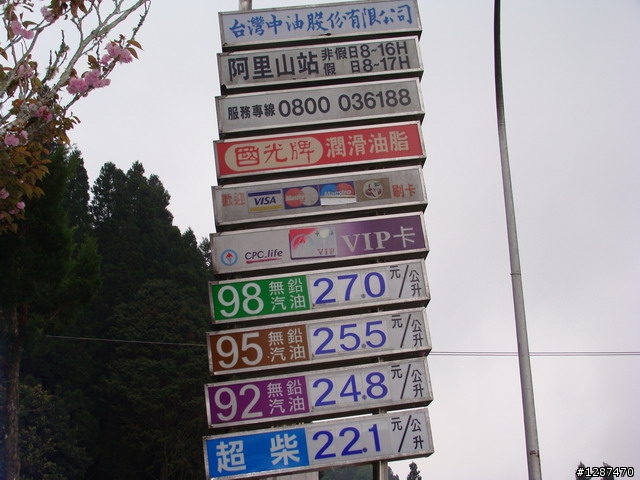 台灣中油股份有限公司
阿里山站 非假日8~16H
假 日8~17H
服務專線 0800 036188
國光牌 潤滑油脂
歡迎 VISA MasterCard Maestro 刷卡
CPC.life VIP VIP卡
98 無鉛汽油 27.0 元/公升
95 無鉛汽油 25.5 元/公升
92 無鉛汽油 24.8 元/公升
超柴 22.1 元/公升
#1287470